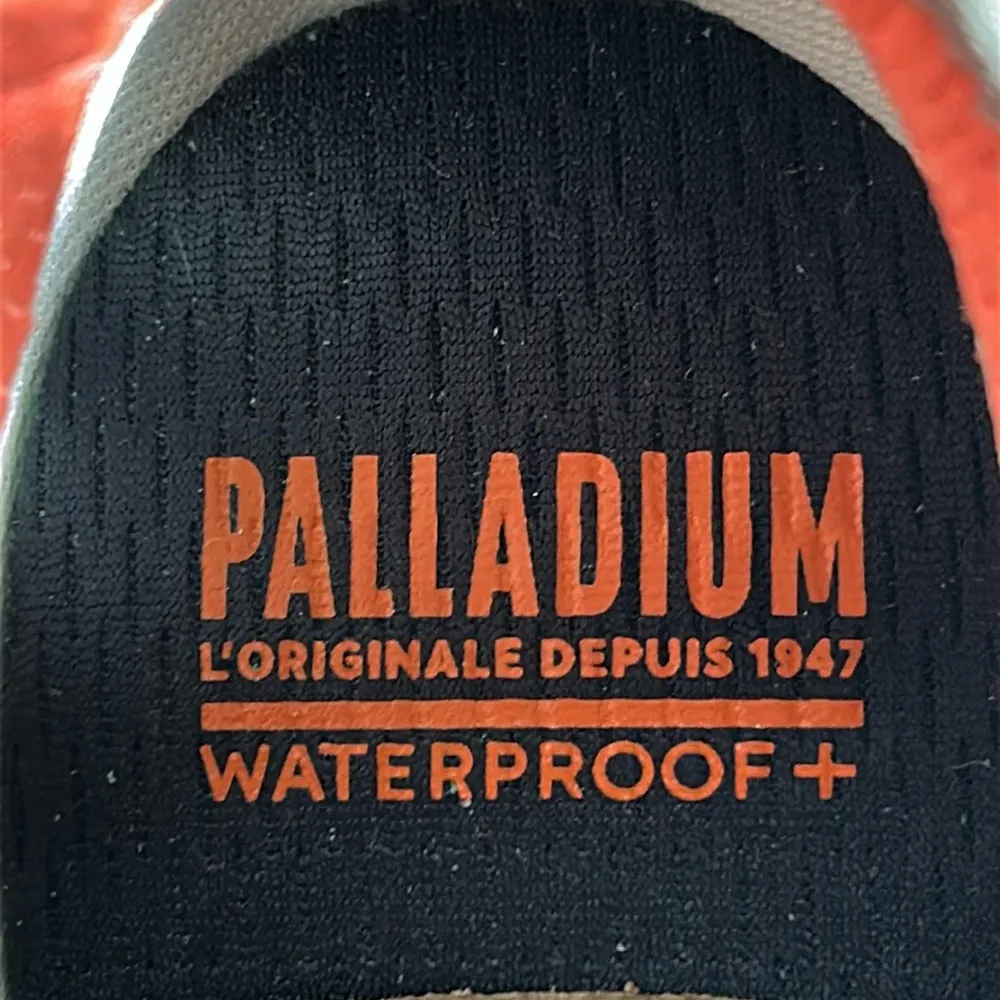 PALLADIUM
L'ORIGINALE DEPUIS 1947
WATERPROOF+